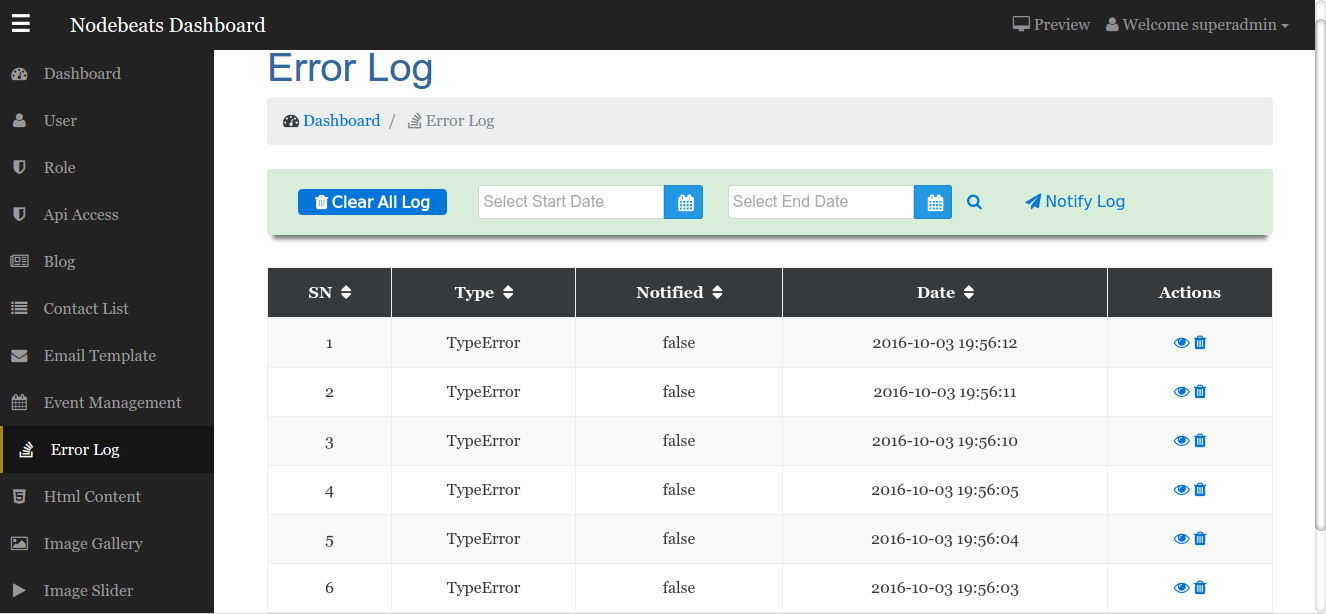 Nodebeats Dashboard
Preview
Welcome superadmin
Dashboard
User
Role
Api Access
Blog
Contact List
Email Template
Event Management
Error Log
Html Content
Image Gallery
Image Slider
Error Log
Dashboard / Error Log
Clear All Log
Select Start Date
Select End Date
Notify Log
SN Type Notified Date Actions
1 TypeError false 2016-10-03 19:56:12
2 TypeError false 2016-10-03 19:56:11
3 TypeError false 2016-10-03 19:56:10
4 TypeError false 2016-10-03 19:56:05
5 TypeError false 2016-10-03 19:56:04
6 TypeError false 2016-10-03 19:56:03